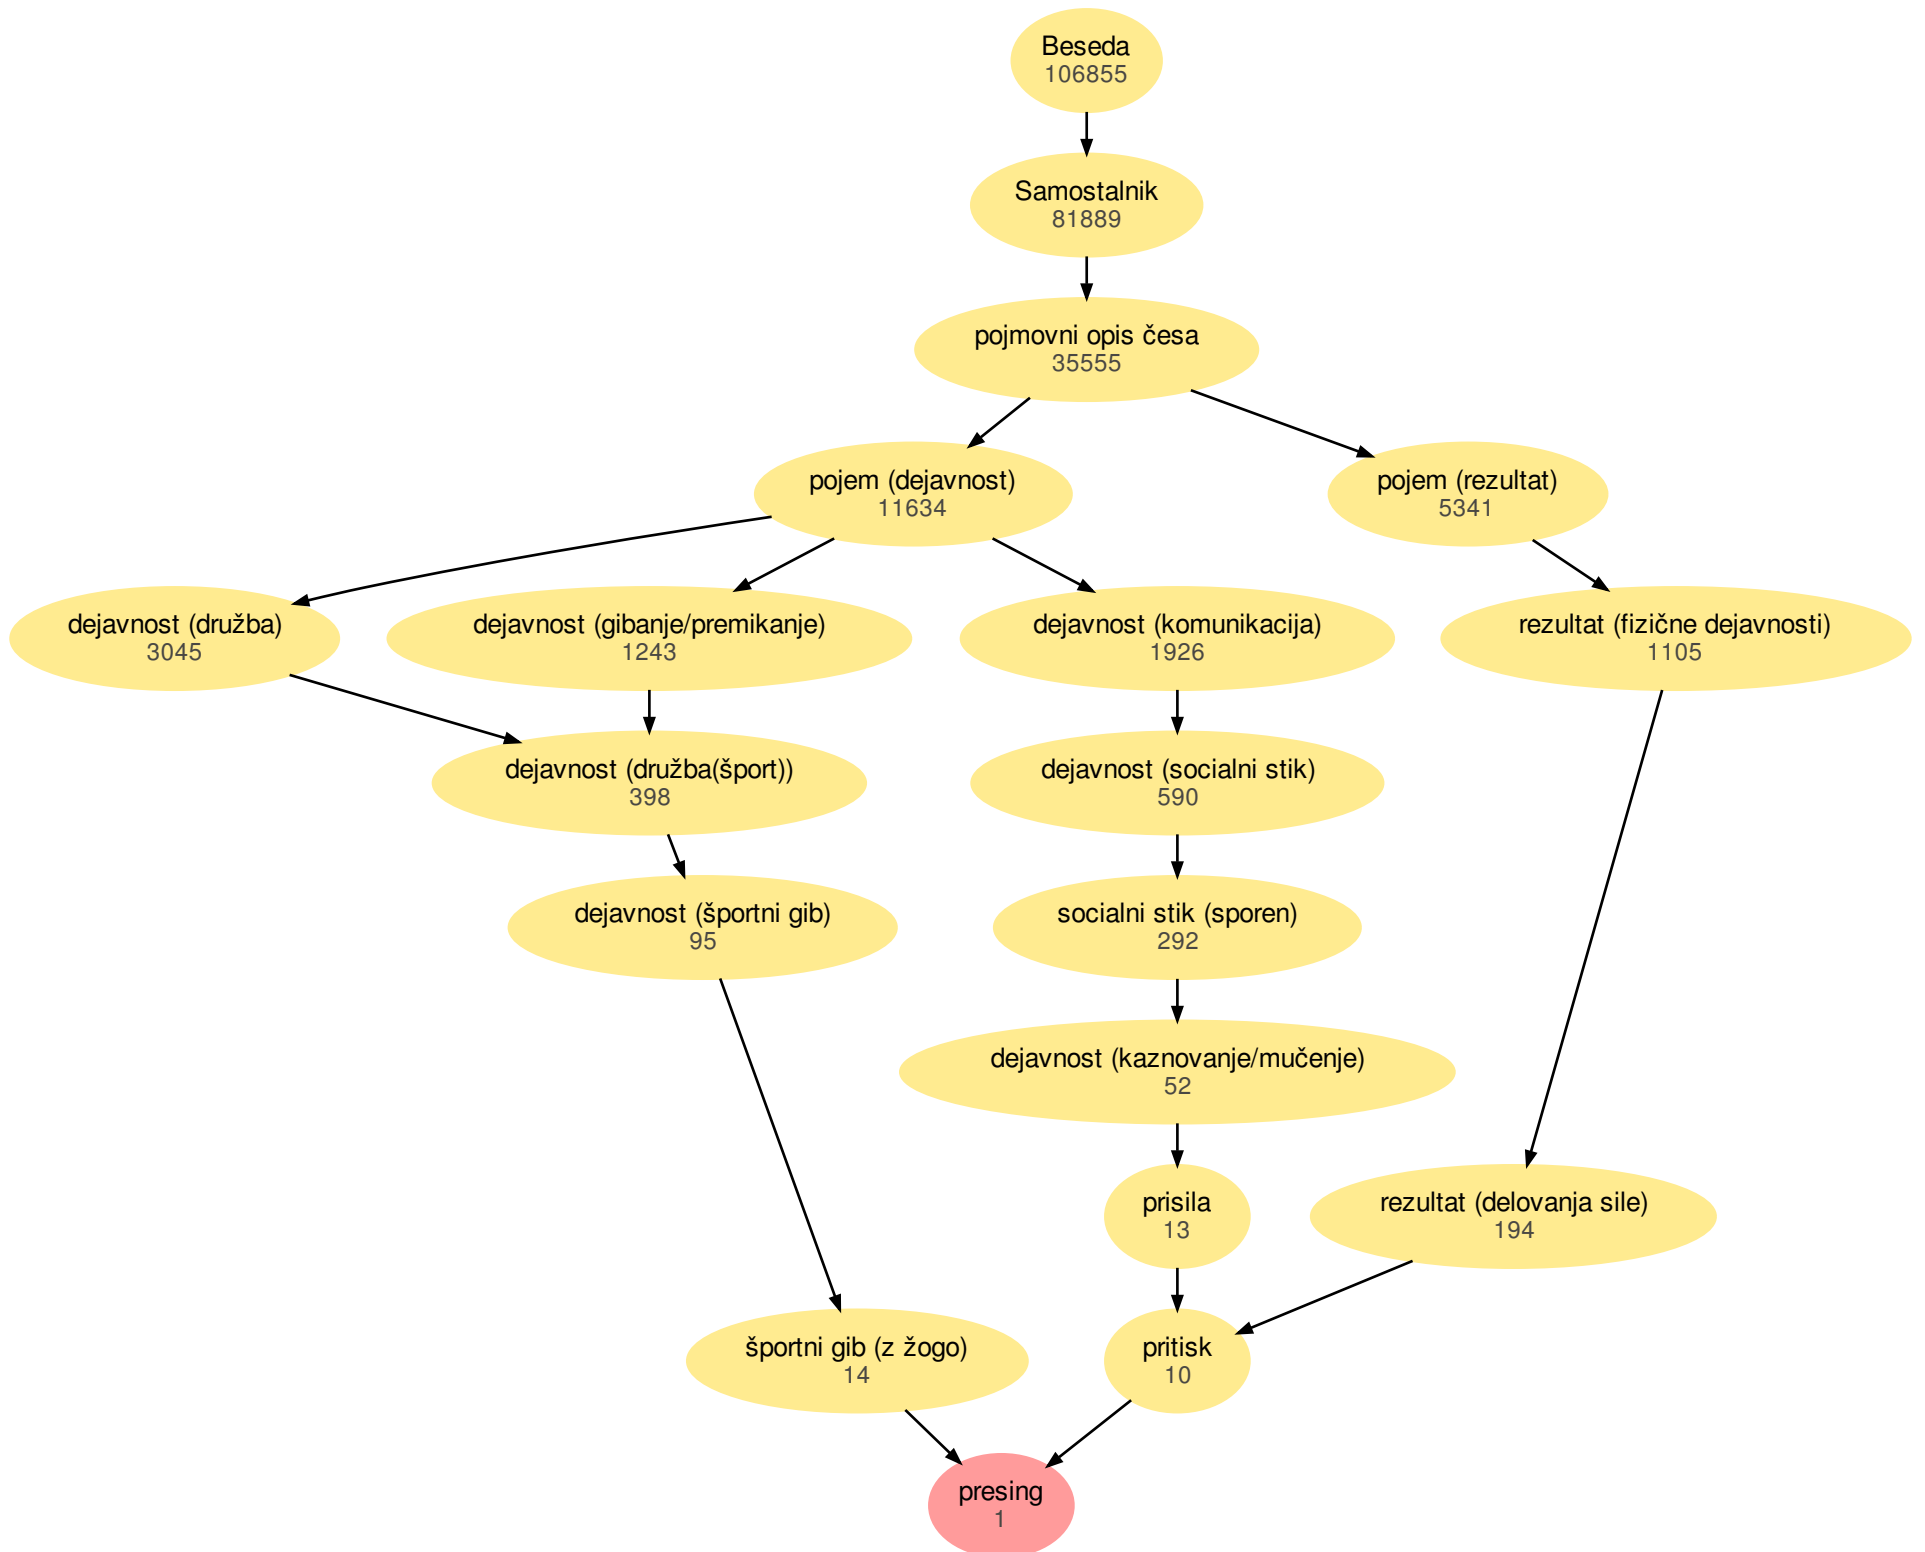 Beseda
106855
Samostalnik
81889
pojmovni opis česa
35555
pojem (dejavnost)
11634
pojem (rezultat)
5341
dejavnost (družba)
3045
dejavnost (gibanje/premikanje)
1243
dejavnost (komunikacija)
1926
rezultat (fizične dejavnosti)
1105
dejavnost (družba(šport))
398
dejavnost (socialni stik)
590
dejavnost (športni gib)
95
socialni stik (sporen)
292
dejavnost (kaznovanje/mučenje)
52
prisila
13
rezultat (delovanja sile)
194
športni gib (z žogo)
14
pritisk
10
presing
1